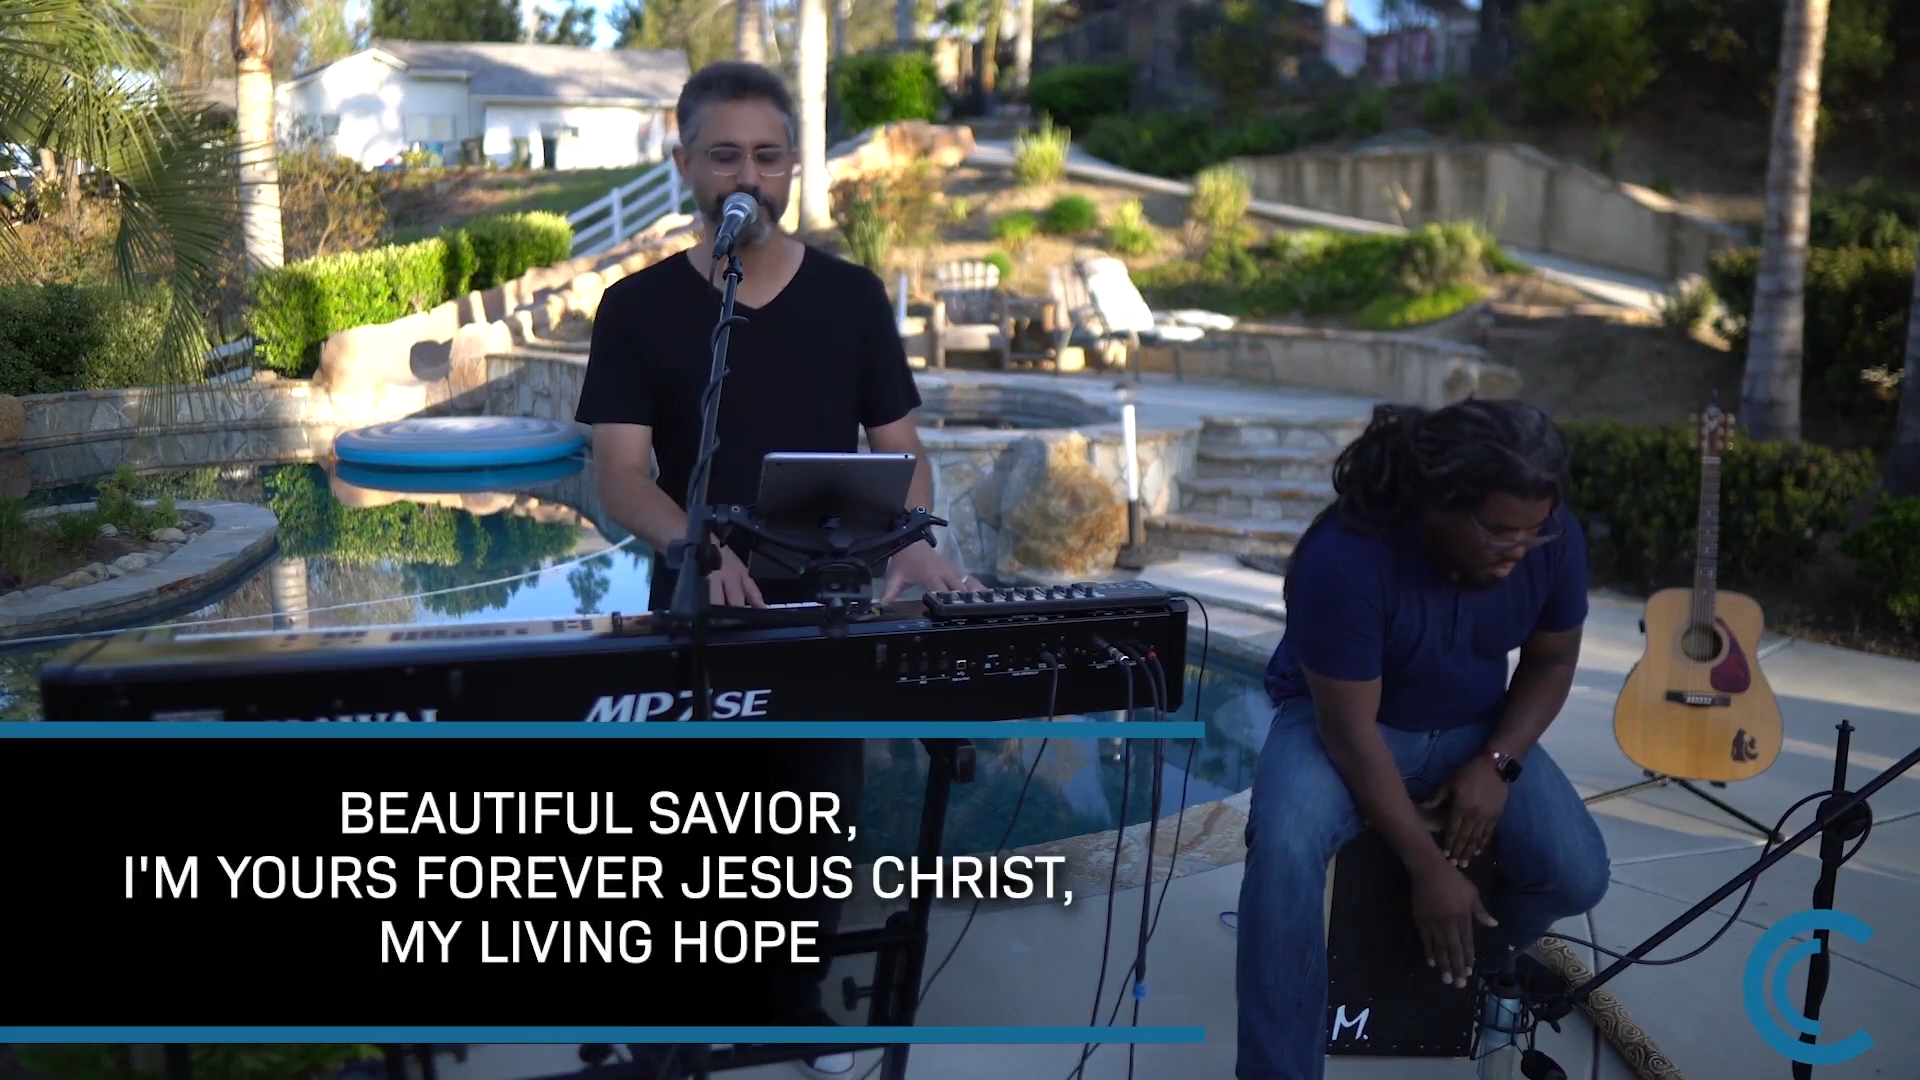 MP7SE
BEAUTIFUL SAVIOR,
I'M YOURS FOREVER JESUS CHRIST,
MY LIVING HOPE
M.